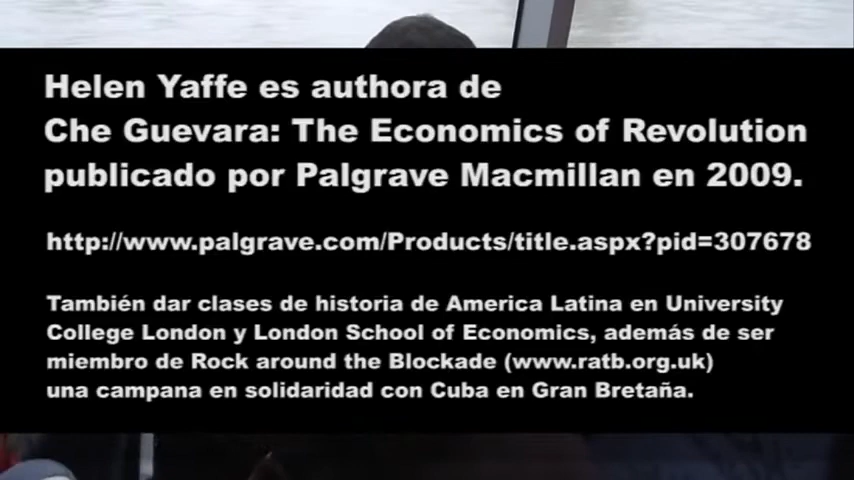 Helen Yaffe es authora de
Che Guevara: The Economics of Revolution
publicado por Palgrave Macmillan en 2009.
http://www.palgrave.com/Products/title.aspx?pid=307678
También dar clases de historia de America Latina en University
College London y London School of Economics, además de ser
miembro de Rock around the Blockade (www.ratb.org.uk)
una campana en solidaridad con Cuba en Gran Bretaña.